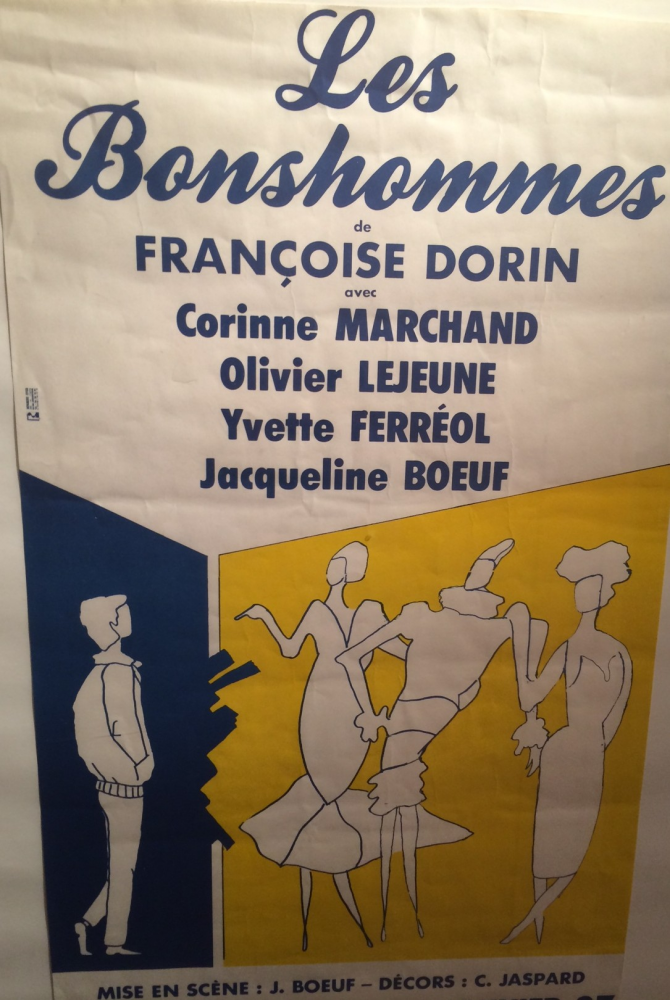 Les
Bonshommes
de
FRANÇOISE DORIN
avec
Corinne MARCHAND
Olivier LEJEUNE
Yvette FERRÉOL
Jacqueline BOEUF
MISE EN SCÈNE : J. BOEUF – DÉCORS : C. JASPARD